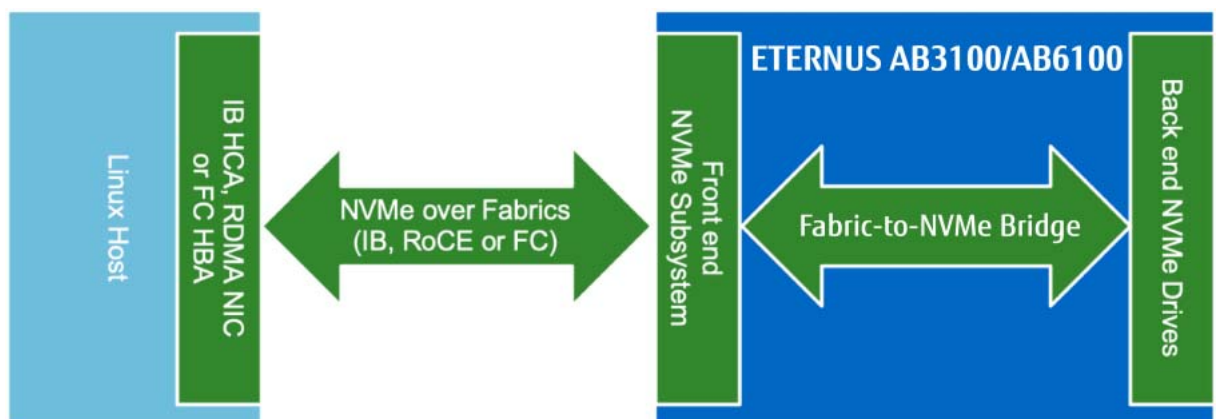 Linux Host
IB HCA, RDMA NIC
or FC HBA
NVMe over Fabrics
(IB, RoCE or FC)
Front end
NVMe Subsystem
ETERNUS AB3100/AB6100
Fabric-to-NVMe Bridge
Back end NVMe Drives